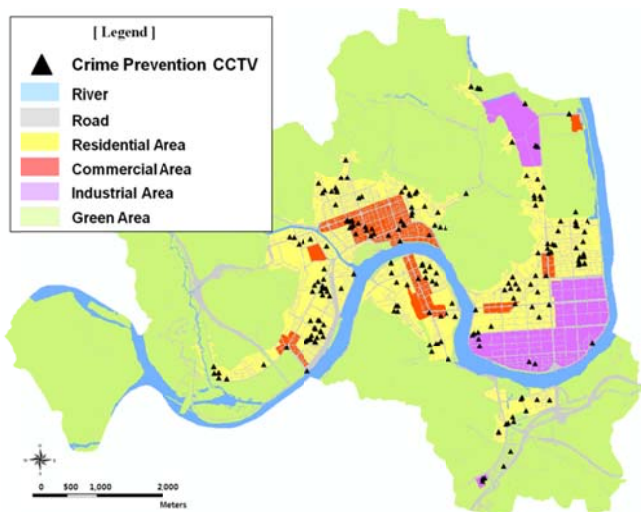 [ Legend ]
Crime Prevention CCTV
River
Road
Residential Area
Commercial Area
Industrial Area
Green Area
0 500 1,000 2,000
Meters